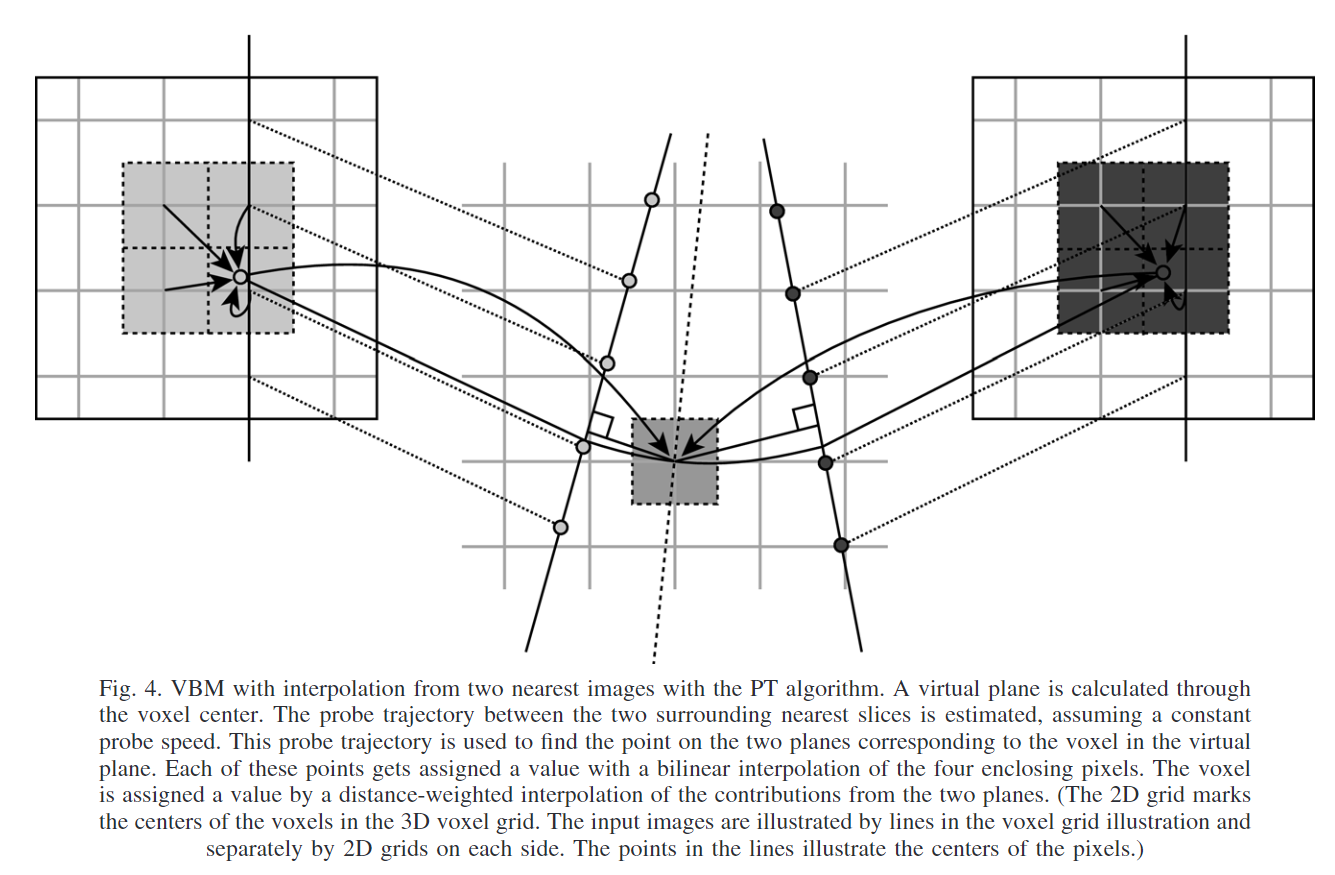 Fig. 4. VBM with interpolation from two nearest images with the PT algorithm. A virtual plane is calculated through
the voxel center. The probe trajectory between the two surrounding nearest slices is estimated, assuming a constant
probe speed. This probe trajectory is used to find the point on the two planes corresponding to the voxel in the virtual
plane. Each of these points gets assigned a value with a bilinear interpolation of the four enclosing pixels. The voxel
is assigned a value by a distance-weighted interpolation of the contributions from the two planes. (The 2D grid marks
the centers of the voxels in the 3D voxel grid. The input images are illustrated by lines in the voxel grid illustration and
separately by 2D grids on each side. The points in the lines illustrate the centers of the pixels.)